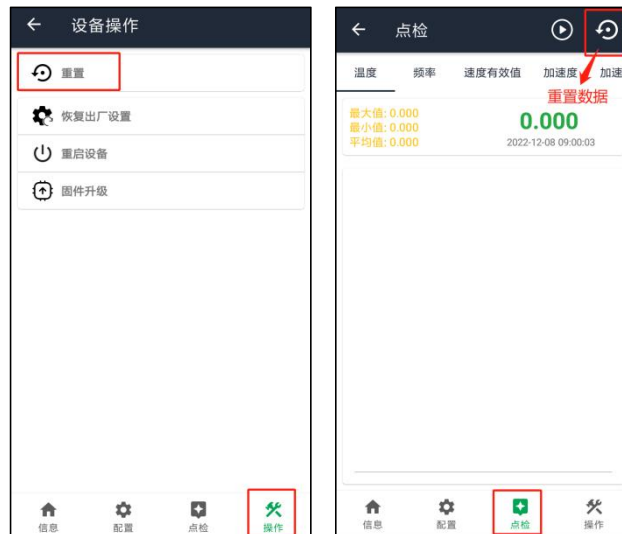 设备操作
重置
恢复出厂设置
重启设备
固件升级
信息
配置
点检
操作
点检
温度
频率
速度有效值
加速度
加速
重置数据
最大值: 0.000
最小值: 0.000
平均值: 0.000
0.000
2022-12-08 09:00:03
信息
配置
点检
操作